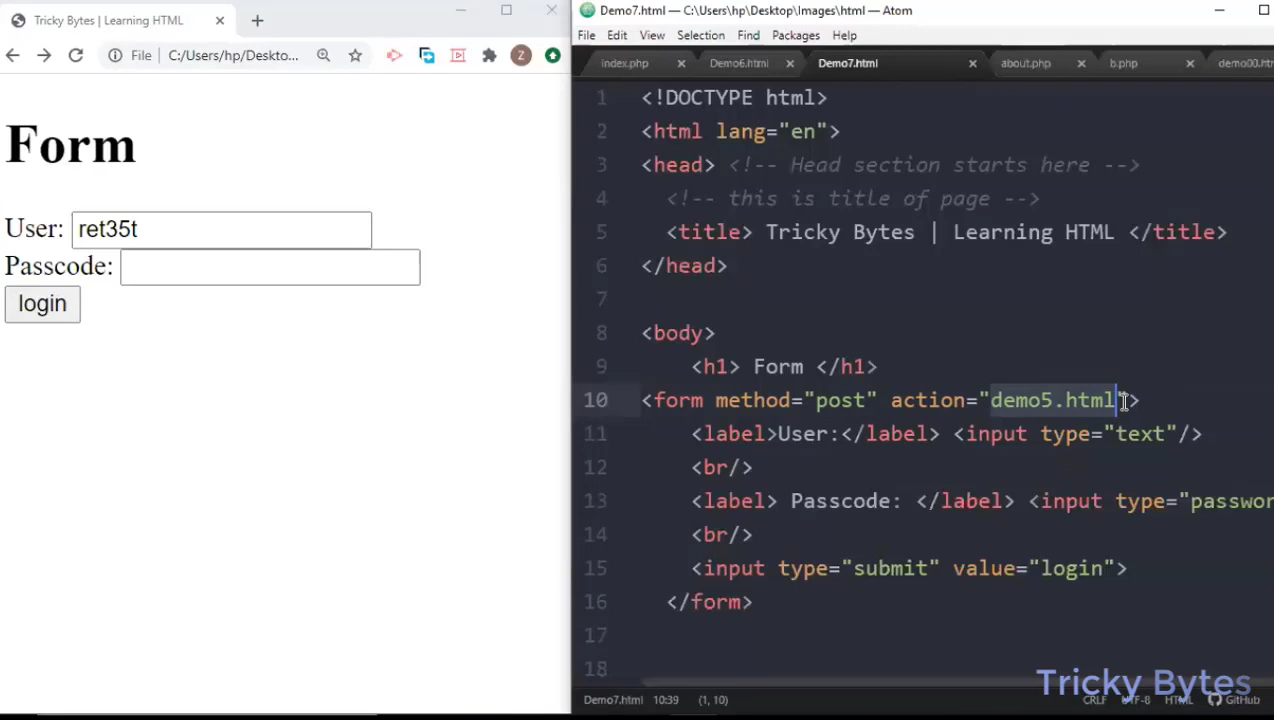 Tricky Bytes | Learning HTML
File | C:/Users/hp/Deskto...
Z
Form
User: ret35t
Passcode:
login
Demo7.html — C:\Users\hp\Desktop\Images\html — Atom
File Edit View Selection Find Packages Help
index.php Demo6.html Demo7.html about.php b.php demo00.htm
1 <!DOCTYPE html>
2 <html lang="en">
3 <head> <!-- Head section starts here -->
4 <!-- this is title of page -->
5 <title> Tricky Bytes | Learning HTML </title>
6 </head>
7
8 <body>
9 <h1> Form </h1>
10 <form method="post" action="demo5.html">
11 <label>User:</label> <input type="text"/>
12 <br/>
13 <label> Passcode: </label> <input type="passwor
14 <br/>
15 <input type="submit" value="login">
16 </form>
17
18
Tricky Bytes
Demo7.html 10:39 (1, 10) CRLF UTF-8 HTML GitHub